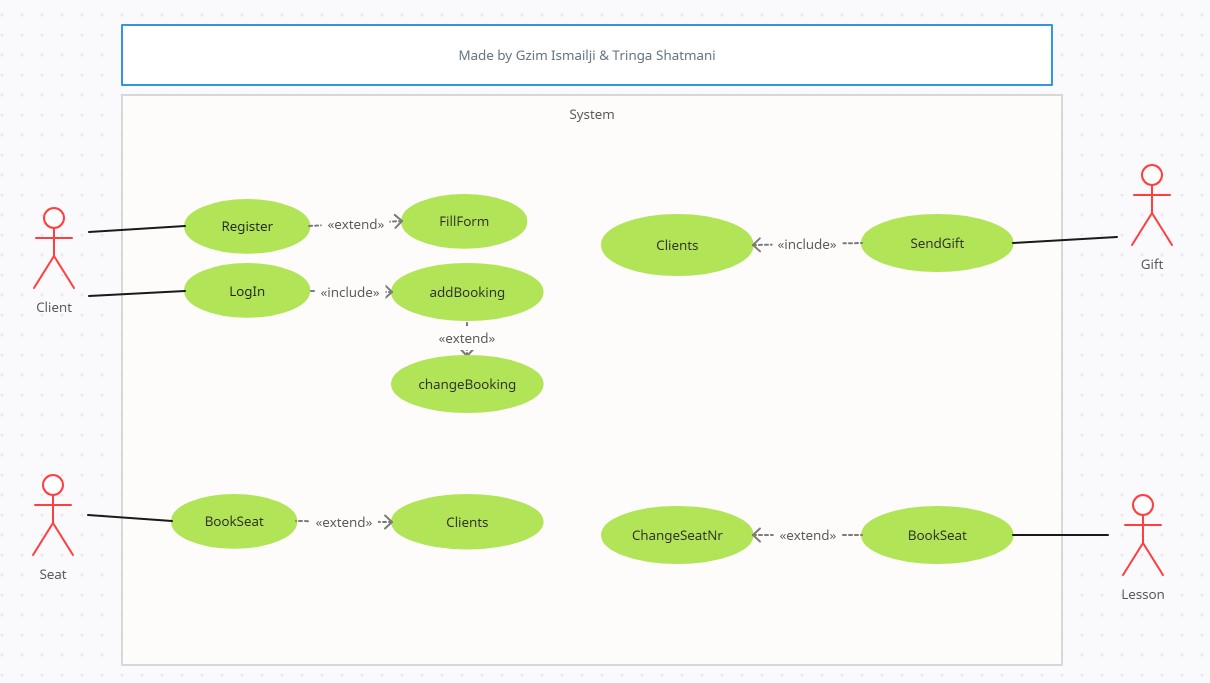 Made by Gzim Ismailji & Tringa Shatmani
System
Client
Register
«extend»
FillForm
LogIn
«include»
addBooking
«extend»
changeBooking
Clients
«include»
SendGift
Gift
Seat
BookSeat
«extend»
Clients
ChangeSeatNr
«extend»
BookSeat
Lesson